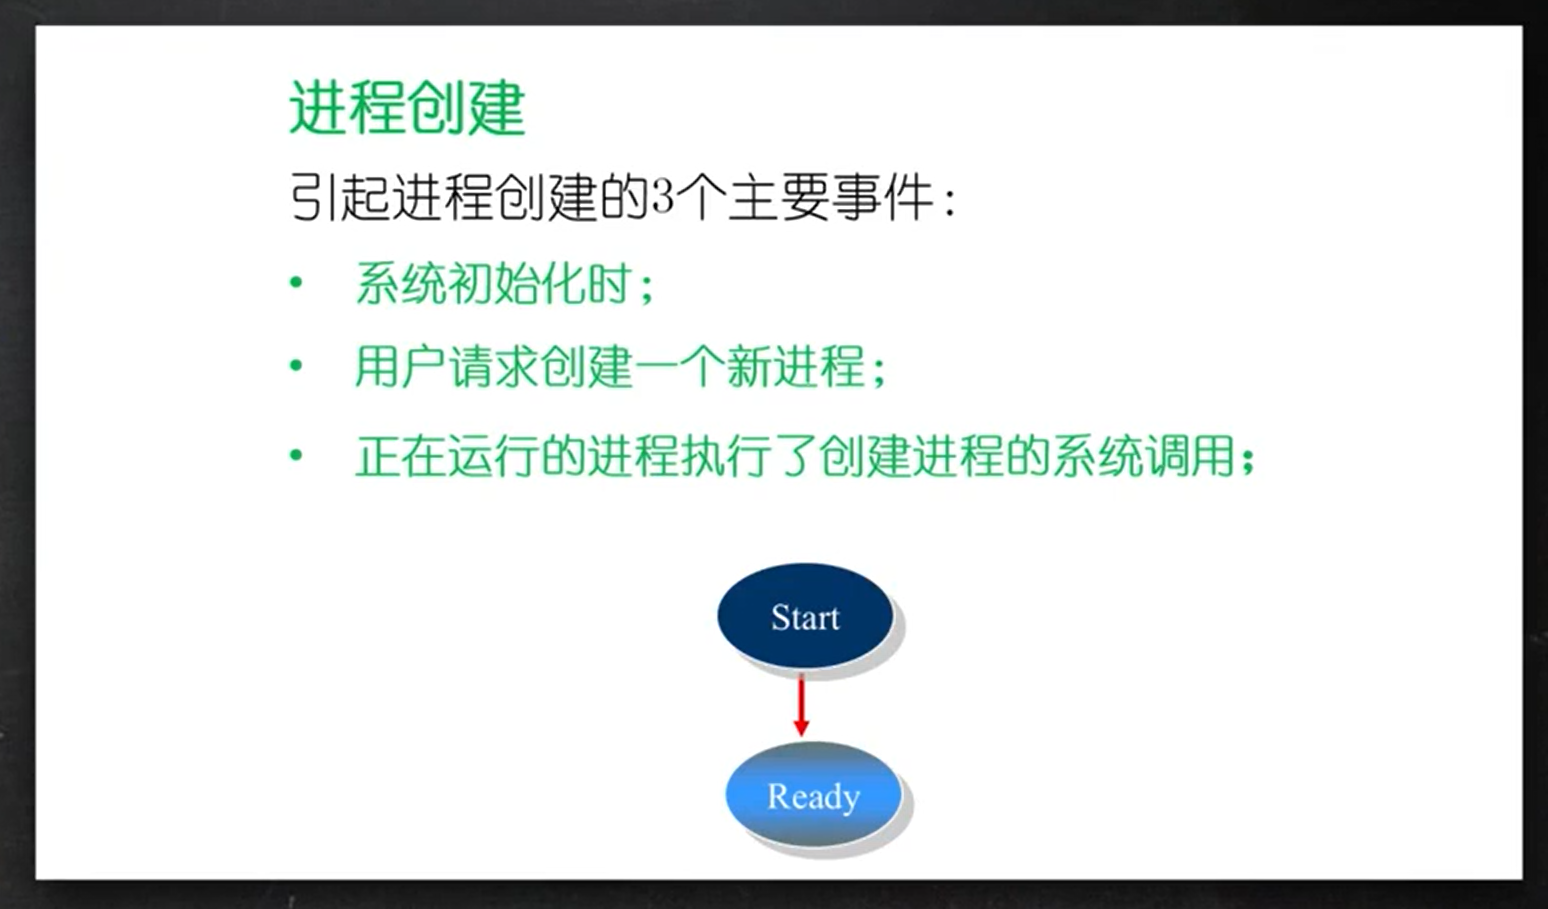 进程创建
引起进程创建的3个主要事件：
• 系统初始化时；
• 用户请求创建一个新进程；
• 正在运行的进程执行了创建进程的系统调用；
Start
Ready